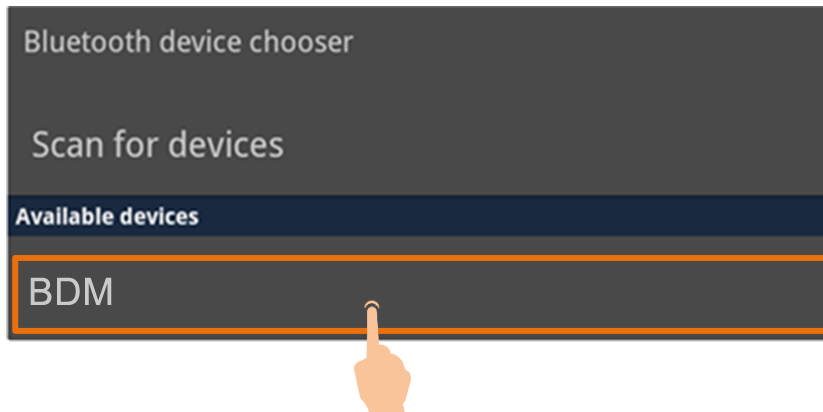 Bluetooth device chooser
Scan for devices
Available devices
BDM